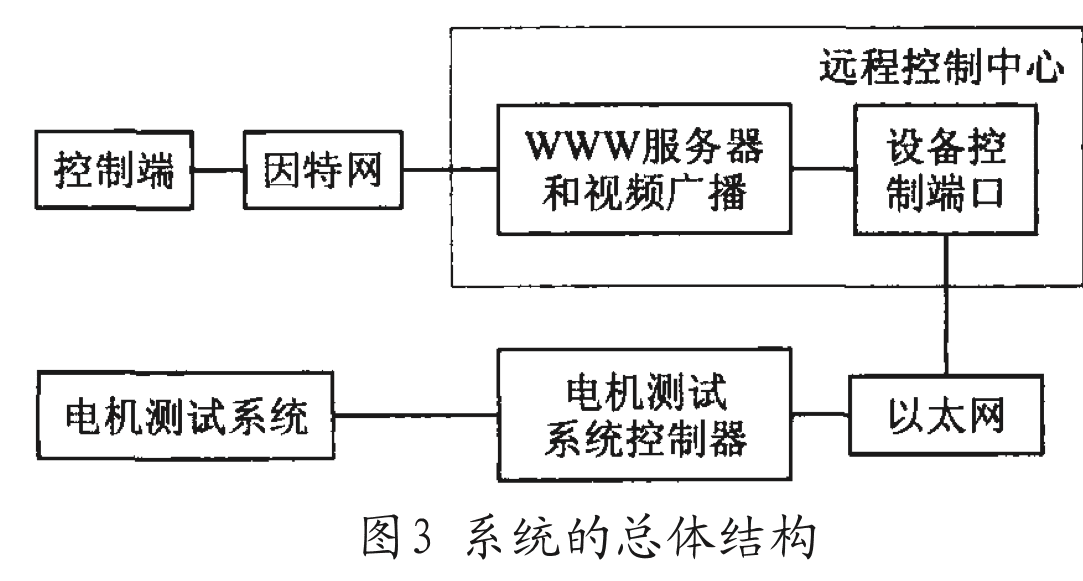 远程控制中心
控制端
因特网
WWW服务器
和视频广播
设备控
制端口
电机测试系统
电机测试
系统控制器
以太网
图3 系统的总体结构